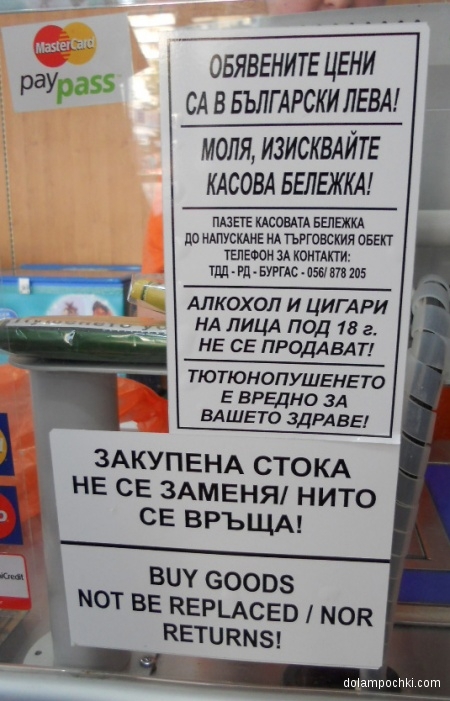 MasterCard
paypass
ОБЯВЕНИТЕ ЦЕНИ
СА В БЪЛГАРСКИ ЛЕВА!
МОЛЯ, ИЗИСКВАЙТЕ
КАСОВА БЕЛЕЖКА!
ПАЗЕТЕ КАСОВАТА БЕЛЕЖКА
ДО НАПУСКАНЕ НА ТЪРГОВСКИЯ ОБЕКТ
ТЕЛЕФОН ЗА КОНТАКТИ:
ТДД - РД - БУРГАС - 056/ 878 205
АЛКОХОЛ И ЦИГАРИ
НА ЛИЦА ПОД 18 г.
НЕ СЕ ПРОДАВАТ!
ТЮТЮНОПУШЕНЕТО
Е ВРЕДНО ЗА
ВАШЕТО ЗДРАВЕ!
ЗАКУПЕНА СТОКА
НЕ СЕ ЗАМЕНЯ/ НИТО
СЕ ВРЪЩА!
BUY GOODS
NOT BE REPLACED / NOR
RETURNS!
dolampochki.com